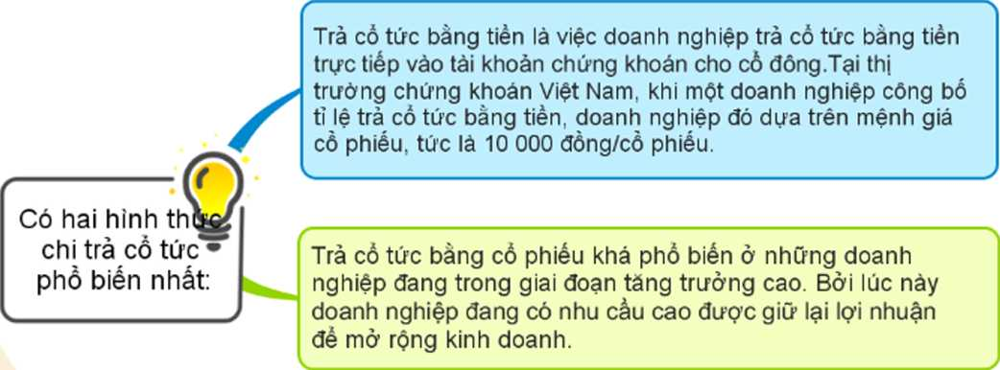 Có hai hình thức
chi trả cổ tức
phổ biến nhất:
Trả cổ tức bằng tiền là việc doanh nghiệp trả cổ tức bằng tiền
trực tiếp vào tài khoản chứng khoán cho cổ đông.Tại thị
trường chứng khoán Việt Nam, khi một doanh nghiệp công bố
tỉ lệ trả cổ tức bằng tiền, doanh nghiệp đó dựa trên mệnh giá
cổ phiếu, tức là 10 000 đồng/cổ phiếu.
Trả cổ tức bằng cổ phiếu khá phổ biến ở những doanh
nghiệp đang trong giai đoạn tăng trưởng cao. Bởi lúc này
doanh nghiệp đang có nhu cầu cao được giữ lại lợi nhuận
để mở rộng kinh doanh.